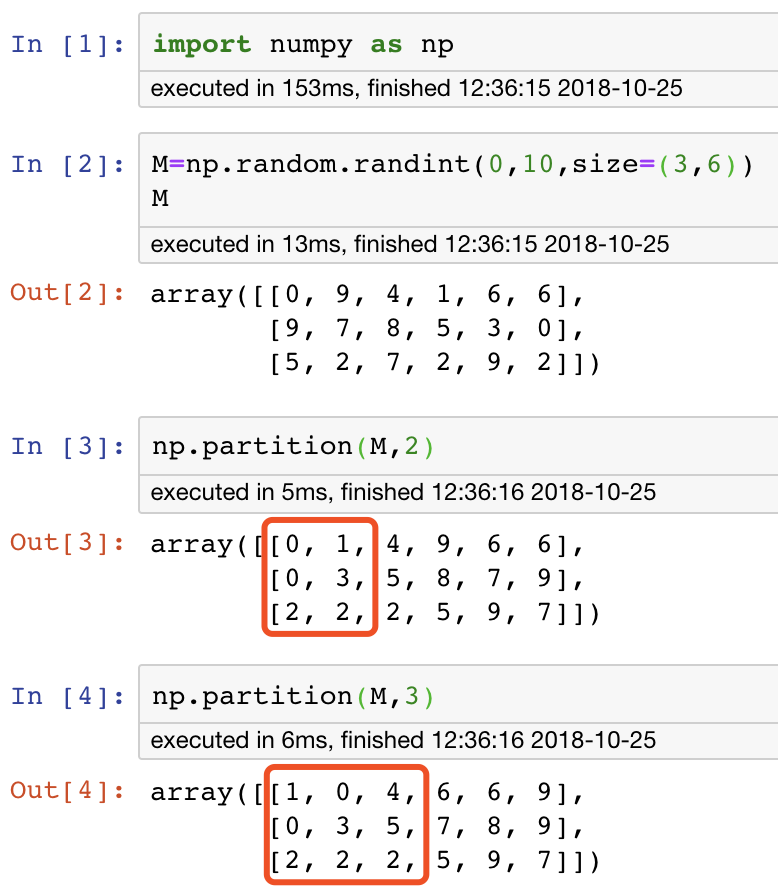 In [1]: import numpy as np
executed in 153ms, finished 12:36:15 2018-10-25
In [2]: M=np.random.randint(0,10,size=(3,6))
M
executed in 13ms, finished 12:36:15 2018-10-25
Out[2]: array([[0, 9, 4, 1, 6, 6],
[9, 7, 8, 5, 3, 0],
[5, 2, 7, 2, 9, 2]])
In [3]: np.partition(M,2)
executed in 5ms, finished 12:36:16 2018-10-25
Out[3]: array([[0, 1, 4, 9, 6, 6],
[0, 3, 5, 8, 7, 9],
[2, 2, 2, 5, 9, 7]])
In [4]: np.partition(M,3)
executed in 6ms, finished 12:36:16 2018-10-25
Out[4]: array([[1, 0, 4, 6, 6, 9],
[0, 3, 5, 7, 8, 9],
[2, 2, 2, 5, 9, 7]])